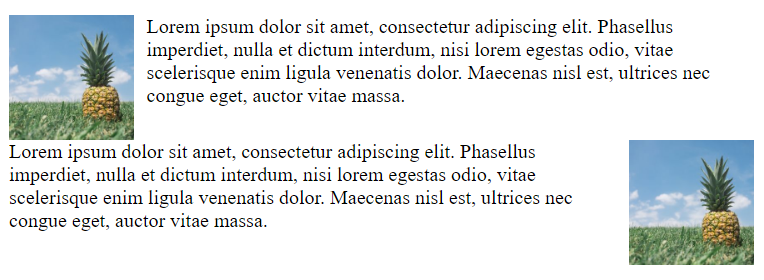 Lorem ipsum dolor sit amet, consectetur adipiscing elit. Phasellus
imperdiet, nulla et dictum interdum, nisi lorem egestas odio, vitae
scelerisque enim ligula venenatis dolor. Maecenas nisl est, ultrices nec
congue eget, auctor vitae massa.
Lorem ipsum dolor sit amet, consectetur adipiscing elit. Phasellus
imperdiet, nulla et dictum interdum, nisi lorem egestas odio, vitae
scelerisque enim ligula venenatis dolor. Maecenas nisl est, ultrices nec
congue eget, auctor vitae massa.